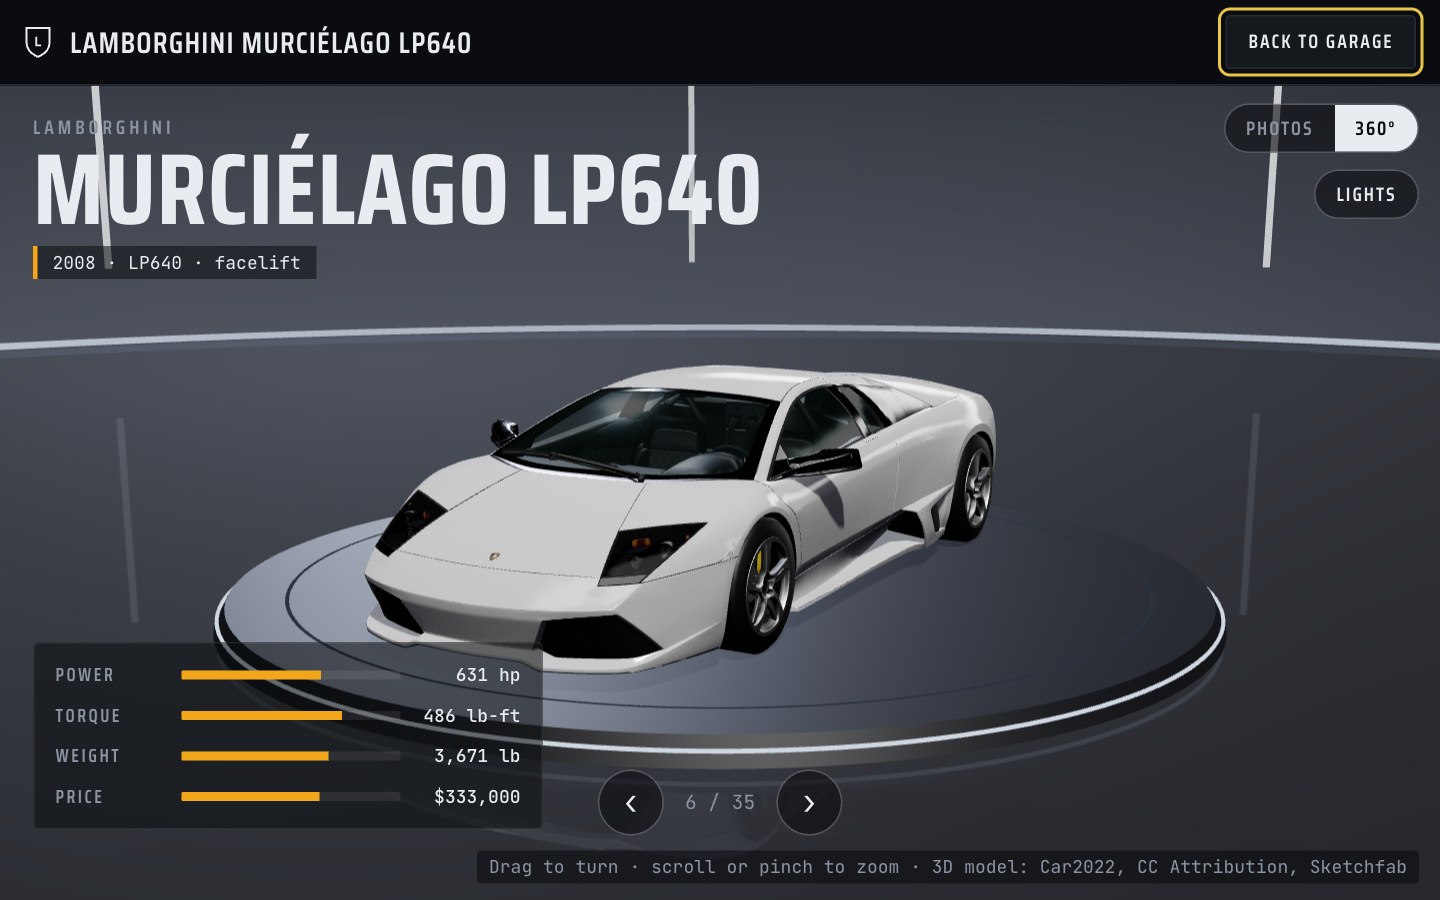 L LAMBORGHINI MURCIÉLAGO LP640
BACK TO GARAGE
LAMBORGHINI
MURCIÉLAGO LP640
2008 · LP640 · facelift
PHOTOS 360°
LIGHTS
POWER 631 hp
TORQUE 486 lb-ft
WEIGHT 3,671 lb
PRICE $333,000
‹ 6 / 35 ›
Drag to turn · scroll or pinch to zoom · 3D model: Car2022, CC Attribution, Sketchfab